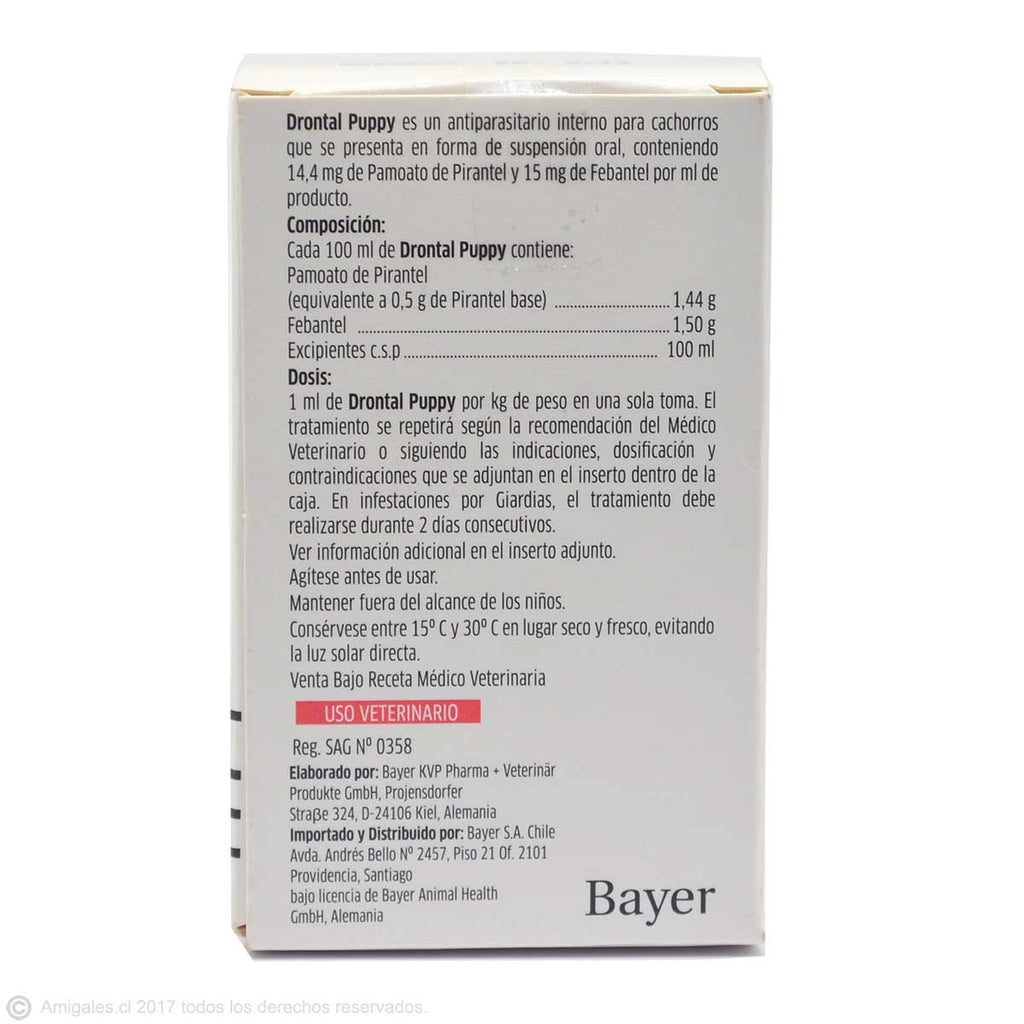 Drontal Puppy es un antiparasitario interno para cachorros
que se presenta en forma de suspensión oral, conteniendo
14,4 mg de Pamoato de Pirantel y 15 mg de Febantel por ml de
producto.
Composición:
Cada 100 ml de Drontal Puppy contiene:
Pamoato de Pirantel
(equivalente a 0,5 g de Pirantel base) ............................ 1,44 g
Febantel ............................................................................ 1,50 g
Excipientes c.s.p .............................................................. 100 ml
Dosis:
1 ml de Drontal Puppy por kg de peso en una sola toma. El
tratamiento se repetirá según la recomendación del Médico
Veterinario o siguiendo las indicaciones, dosificación y
contraindicaciones que se adjuntan en el inserto dentro de la
caja. En infestaciones por Giardias, el tratamiento debe
realizarse durante 2 días consecutivos.
Ver información adicional en el inserto adjunto.
Agítese antes de usar.
Mantener fuera del alcance de los niños.
Consérvese entre 15º C y 30º C en lugar seco y fresco, evitando
la luz solar directa.
Venta Bajo Receta Médico Veterinaria
USO VETERINARIO
Reg. SAG Nº 0358
Elaborado por: Bayer KVP Pharma + Veterinär
Produkte GmbH, Projensdorfer
Straβe 324, D-24106 Kiel, Alemania
Importado y Distribuido por: Bayer S.A. Chile
Avda. Andrés Bello Nº 2457, Piso 21 Of. 2101
Providencia, Santiago
bajo licencia de Bayer Animal Health
GmbH, Alemania
Bayer
© Amigales.cl 2017 todos los derechos reservados.